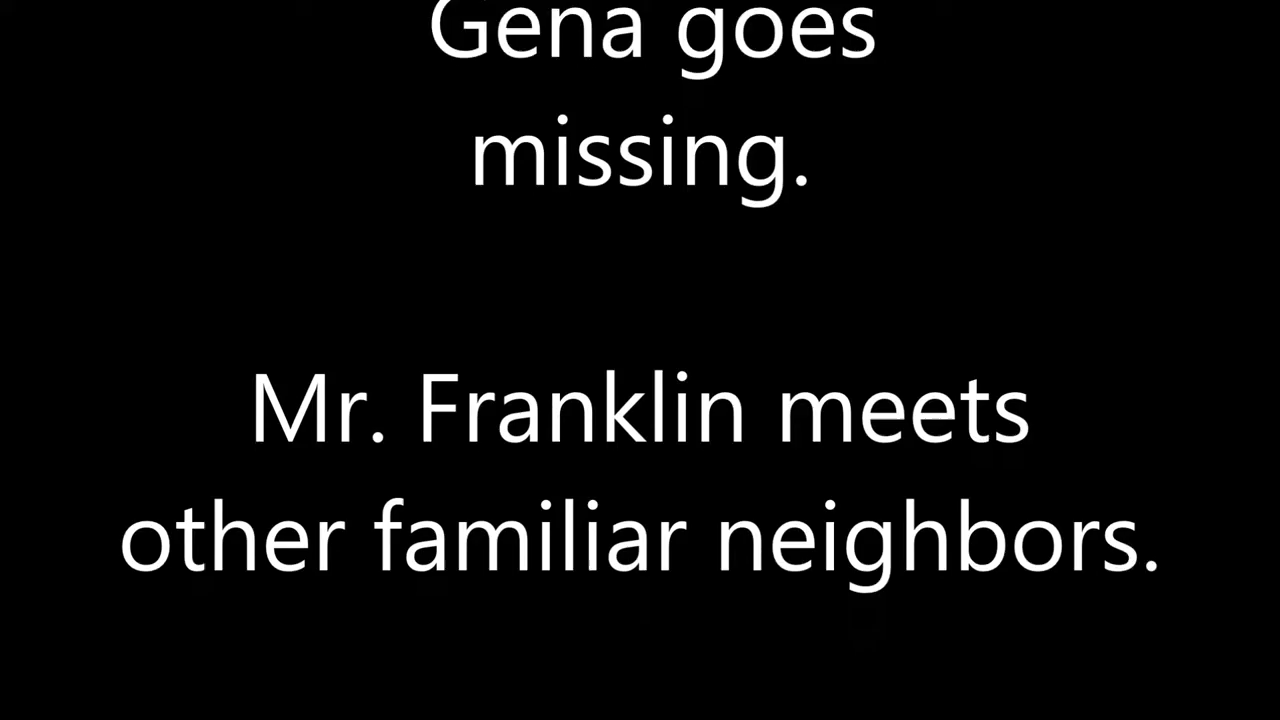 Gena goes
missing.
Mr. Franklin meets
other familiar neighbors.